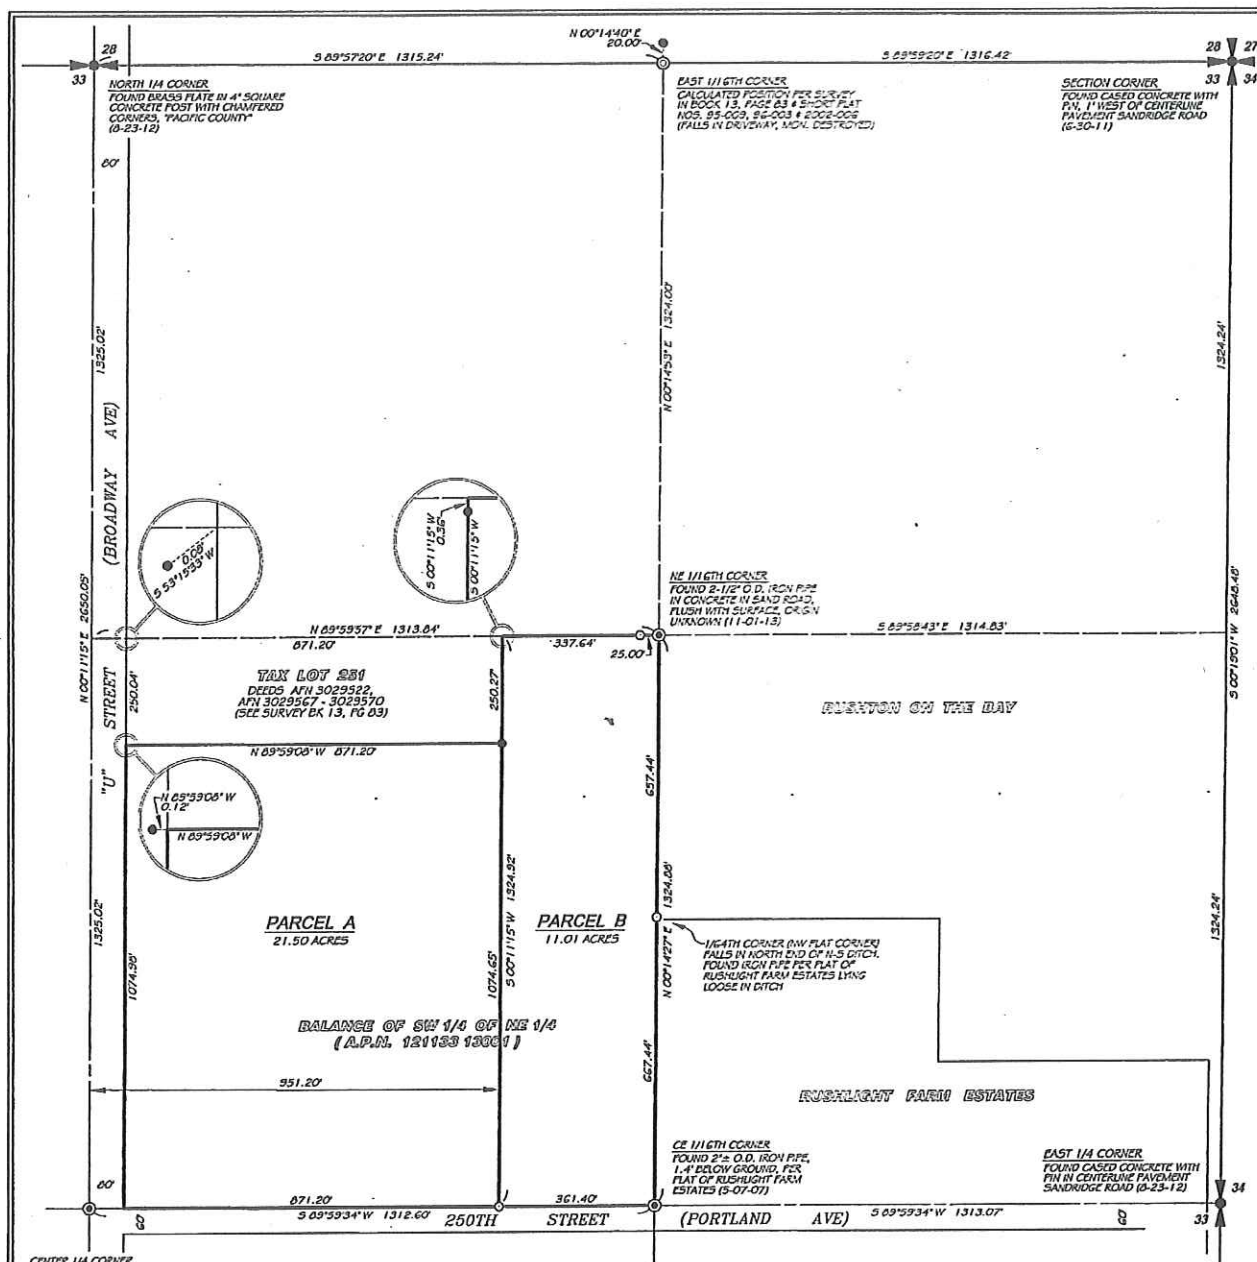 N 00°14'40" E
20.00'
S 89°57'20" E 1315.24'
S 89°59'20" E 1316.42'
28
33
28 27
33 34
NORTH 1/4 CORNER
FOUND BRASS PLATE IN 4" SQUARE
CONCRETE POST WITH CHAMFERED
CORNERS, "PACIFIC COUNTY"
(8-23-12)
EAST 1/16TH CORNER
CALCULATED POSITION PER SURVEY
IN BOOK 13, PAGE 83 & SHORT PLAT
NOS. 95-009, 96-003 & 2002-006
(FALLS IN DRIVEWAY, MON. DESTROYED)
SECTION CORNER
FOUND CASED CONCRETE WITH
PIN, 1' WEST OF CENTERLINE
PAVEMENT SANDRIDGE ROAD
(6-30-11)
80'
1325.02'
N 00°14'53" E 1324.00'
1324.24'
(BROADWAY AVE)
0.08'
S 53°15'33" W
S 00°11'15" W
0.36'
S 00°11'15" W
N 00°11'15" E 2650.05'
S 00°19'01" W 2648.48'
NE 1/16TH CORNER
FOUND 2-1/2" O.D. IRON PIPE
IN CONCRETE IN SAND ROAD,
FLUSH WITH SURFACE, ORIGIN
UNKNOWN (11-01-13)
N 89°59'57" E 1313.84'
871.20'
337.64'
25.00'
S 89°58'43" E 1314.83'
TAX LOT 251
DEEDS AFN 3029522,
AFN 3029567 - 3029570
(SEE SURVEY BK 13, PG 83)
250.04'
250.27'
"U" STREET
RUSHTON ON THE BAY
N 89°59'08" W 871.20'
657.44'
N 89°59'08" W
0.12'
N 89°59'08" W
1325.02'
1074.98'
PARCEL A
21.50 ACRES
S 00°11'15" W 1324.92'
1074.65'
PARCEL B
11.01 ACRES
N 00°14'27" E 1324.88'
1/64TH CORNER (NW PLAT CORNER)
FALLS IN NORTH END OF N-S DITCH.
FOUND IRON PIPE PER PLAT OF
RUSHLIGHT FARM ESTATES LYING
LOOSE IN DITCH
1324.24'
BALANCE OF SW 1/4 OF NE 1/4
(A.P.N. 121133 13001)
951.20'
667.44'
RUSHLIGHT FARM ESTATES
CE 1/16TH CORNER
FOUND 2"± O.D. IRON PIPE,
1.4' BELOW GROUND, PER
PLAT OF RUSHLIGHT FARM
ESTATES (5-07-07)
EAST 1/4 CORNER
FOUND CASED CONCRETE WITH
PIN IN CENTERLINE PAVEMENT
SANDRIDGE ROAD (8-23-12)
80'
871.20'
361.40'
34
33
S 89°59'34" W 1312.60'
250TH STREET (PORTLAND AVE)
S 89°59'34" W 1313.07'
60'
60'
CENTER 1/4 CORNER